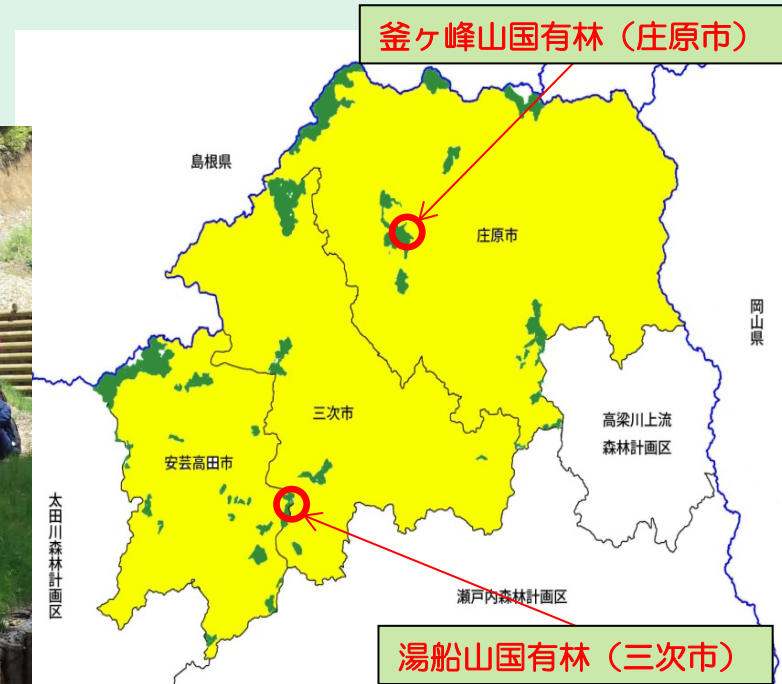 釜ヶ峰山国有林（庄原市）
島根県
庄原市
岡山県
高梁川上流
森林計画区
三次市
安芸高田市
太田川森林計画区
瀬戸内森林計画区
湯船山国有林（三次市）